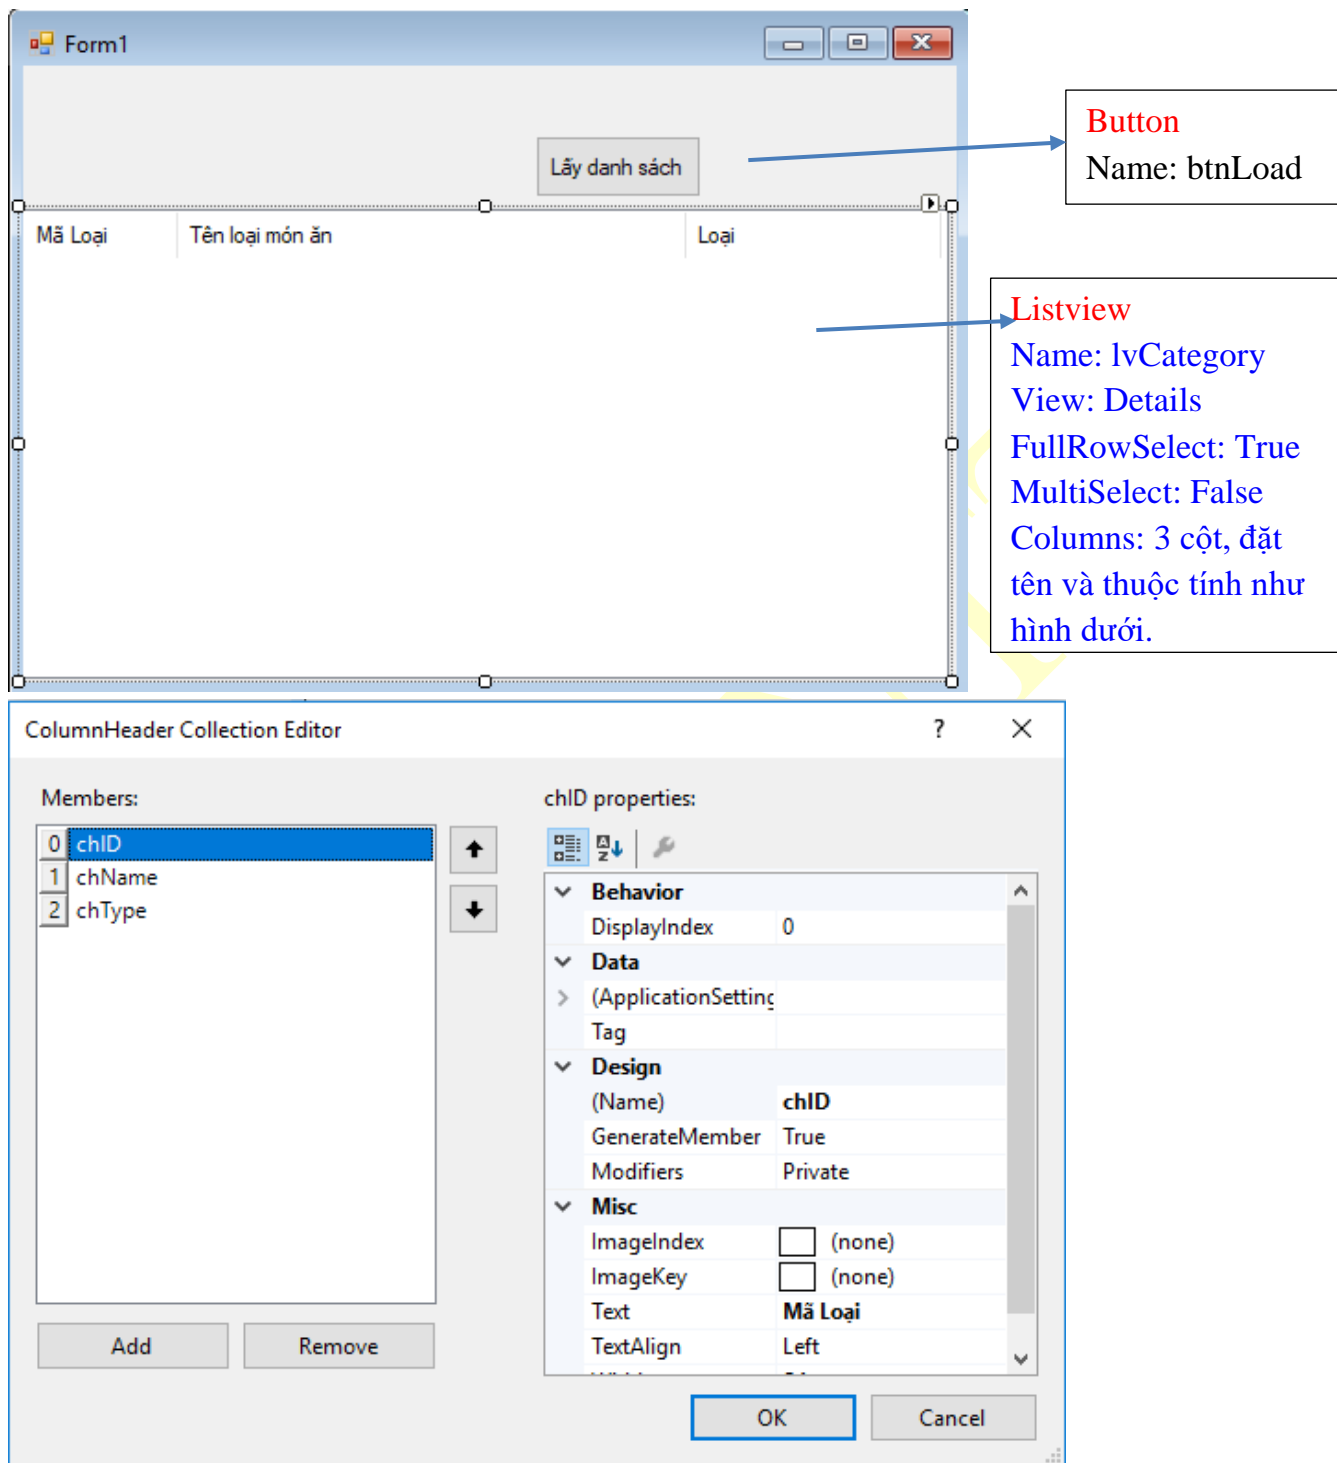 Form1
Lấy danh sách
Mã Loại Tên loại món ăn Loại
Button
Name: btnLoad
Listview
Name: lvCategory
View: Details
FullRowSelect: True
MultiSelect: False
Columns: 3 cột, đặt
tên và thuộc tính như
hình dưới.
ColumnHeader Collection Editor ?
Members:
0 chID
1 chName
2 chType
Add Remove
chID properties:
Behavior
DisplayIndex 0
Data
(ApplicationSetting
Tag
Design
(Name) chID
GenerateMember True
Modifiers Private
Misc
ImageIndex (none)
ImageKey (none)
Text Mã Loại
TextAlign Left
OK Cancel